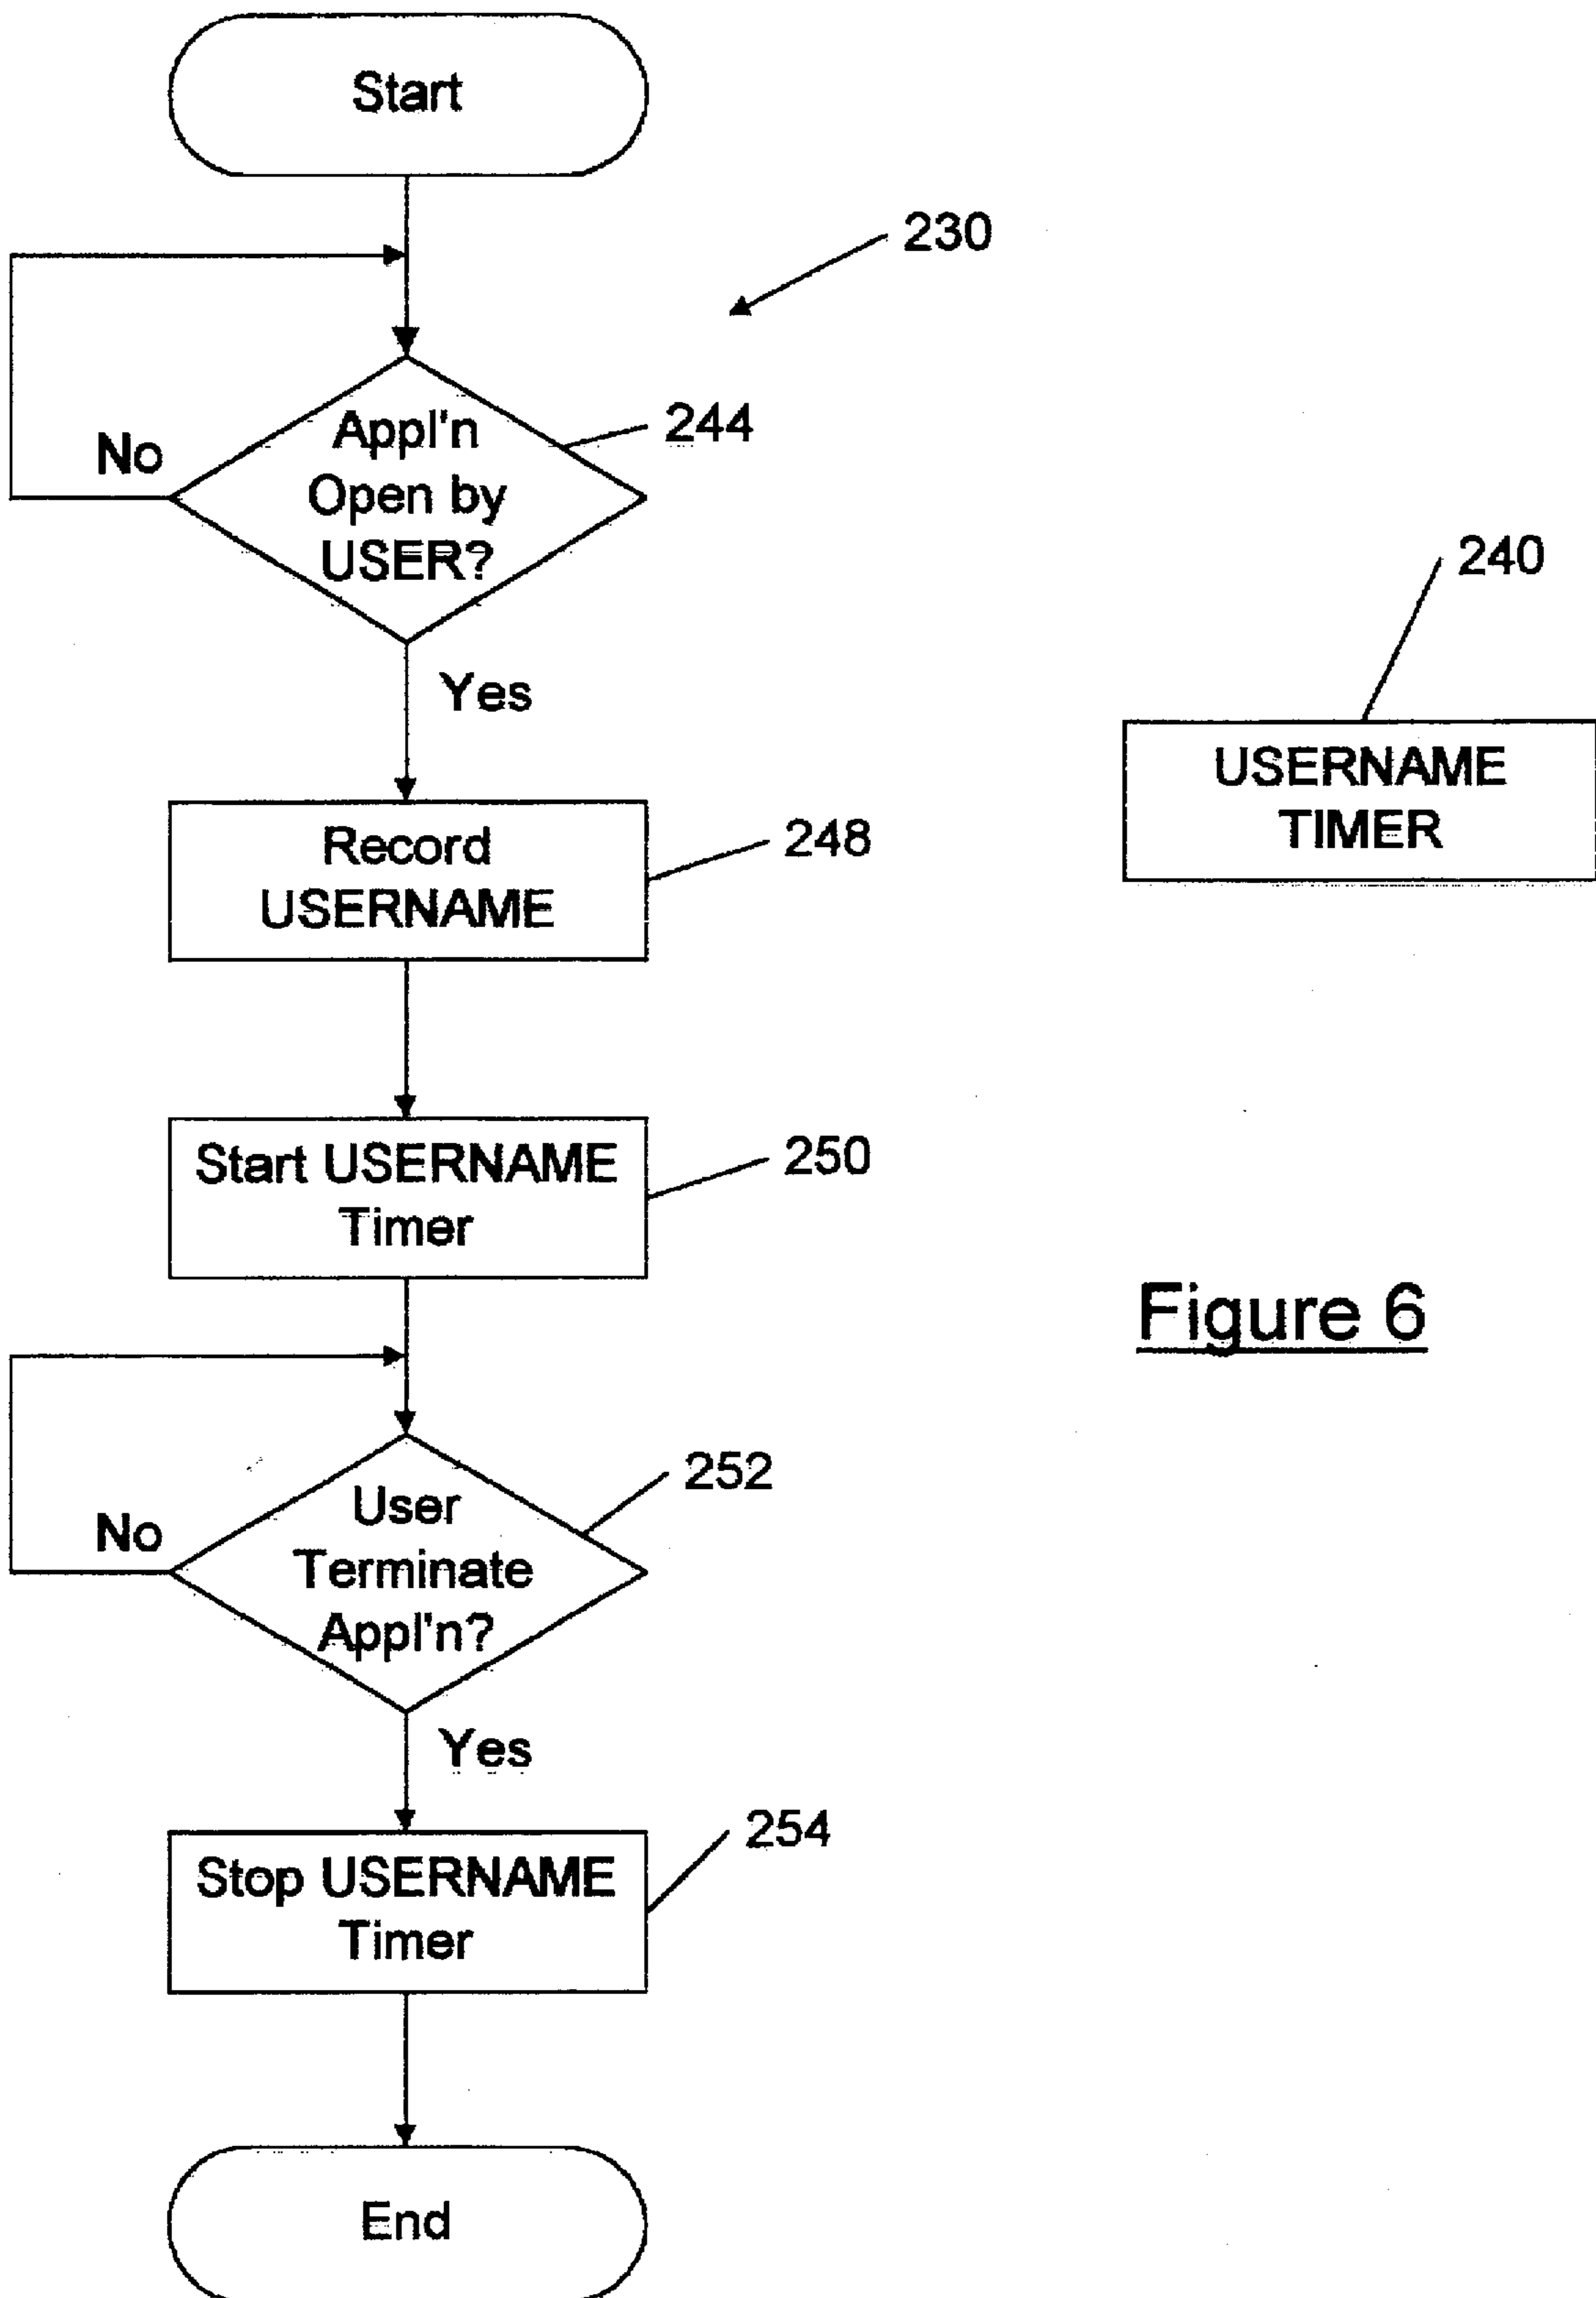 Start
230
Appl'n
Open by
USER?
244
No
Yes
240
USERNAME
TIMER
Record
USERNAME
248
Start USERNAME
Timer
250
Figure 6
User
Terminate
Appl'n?
252
No
Yes
Stop USERNAME
Timer
254
End